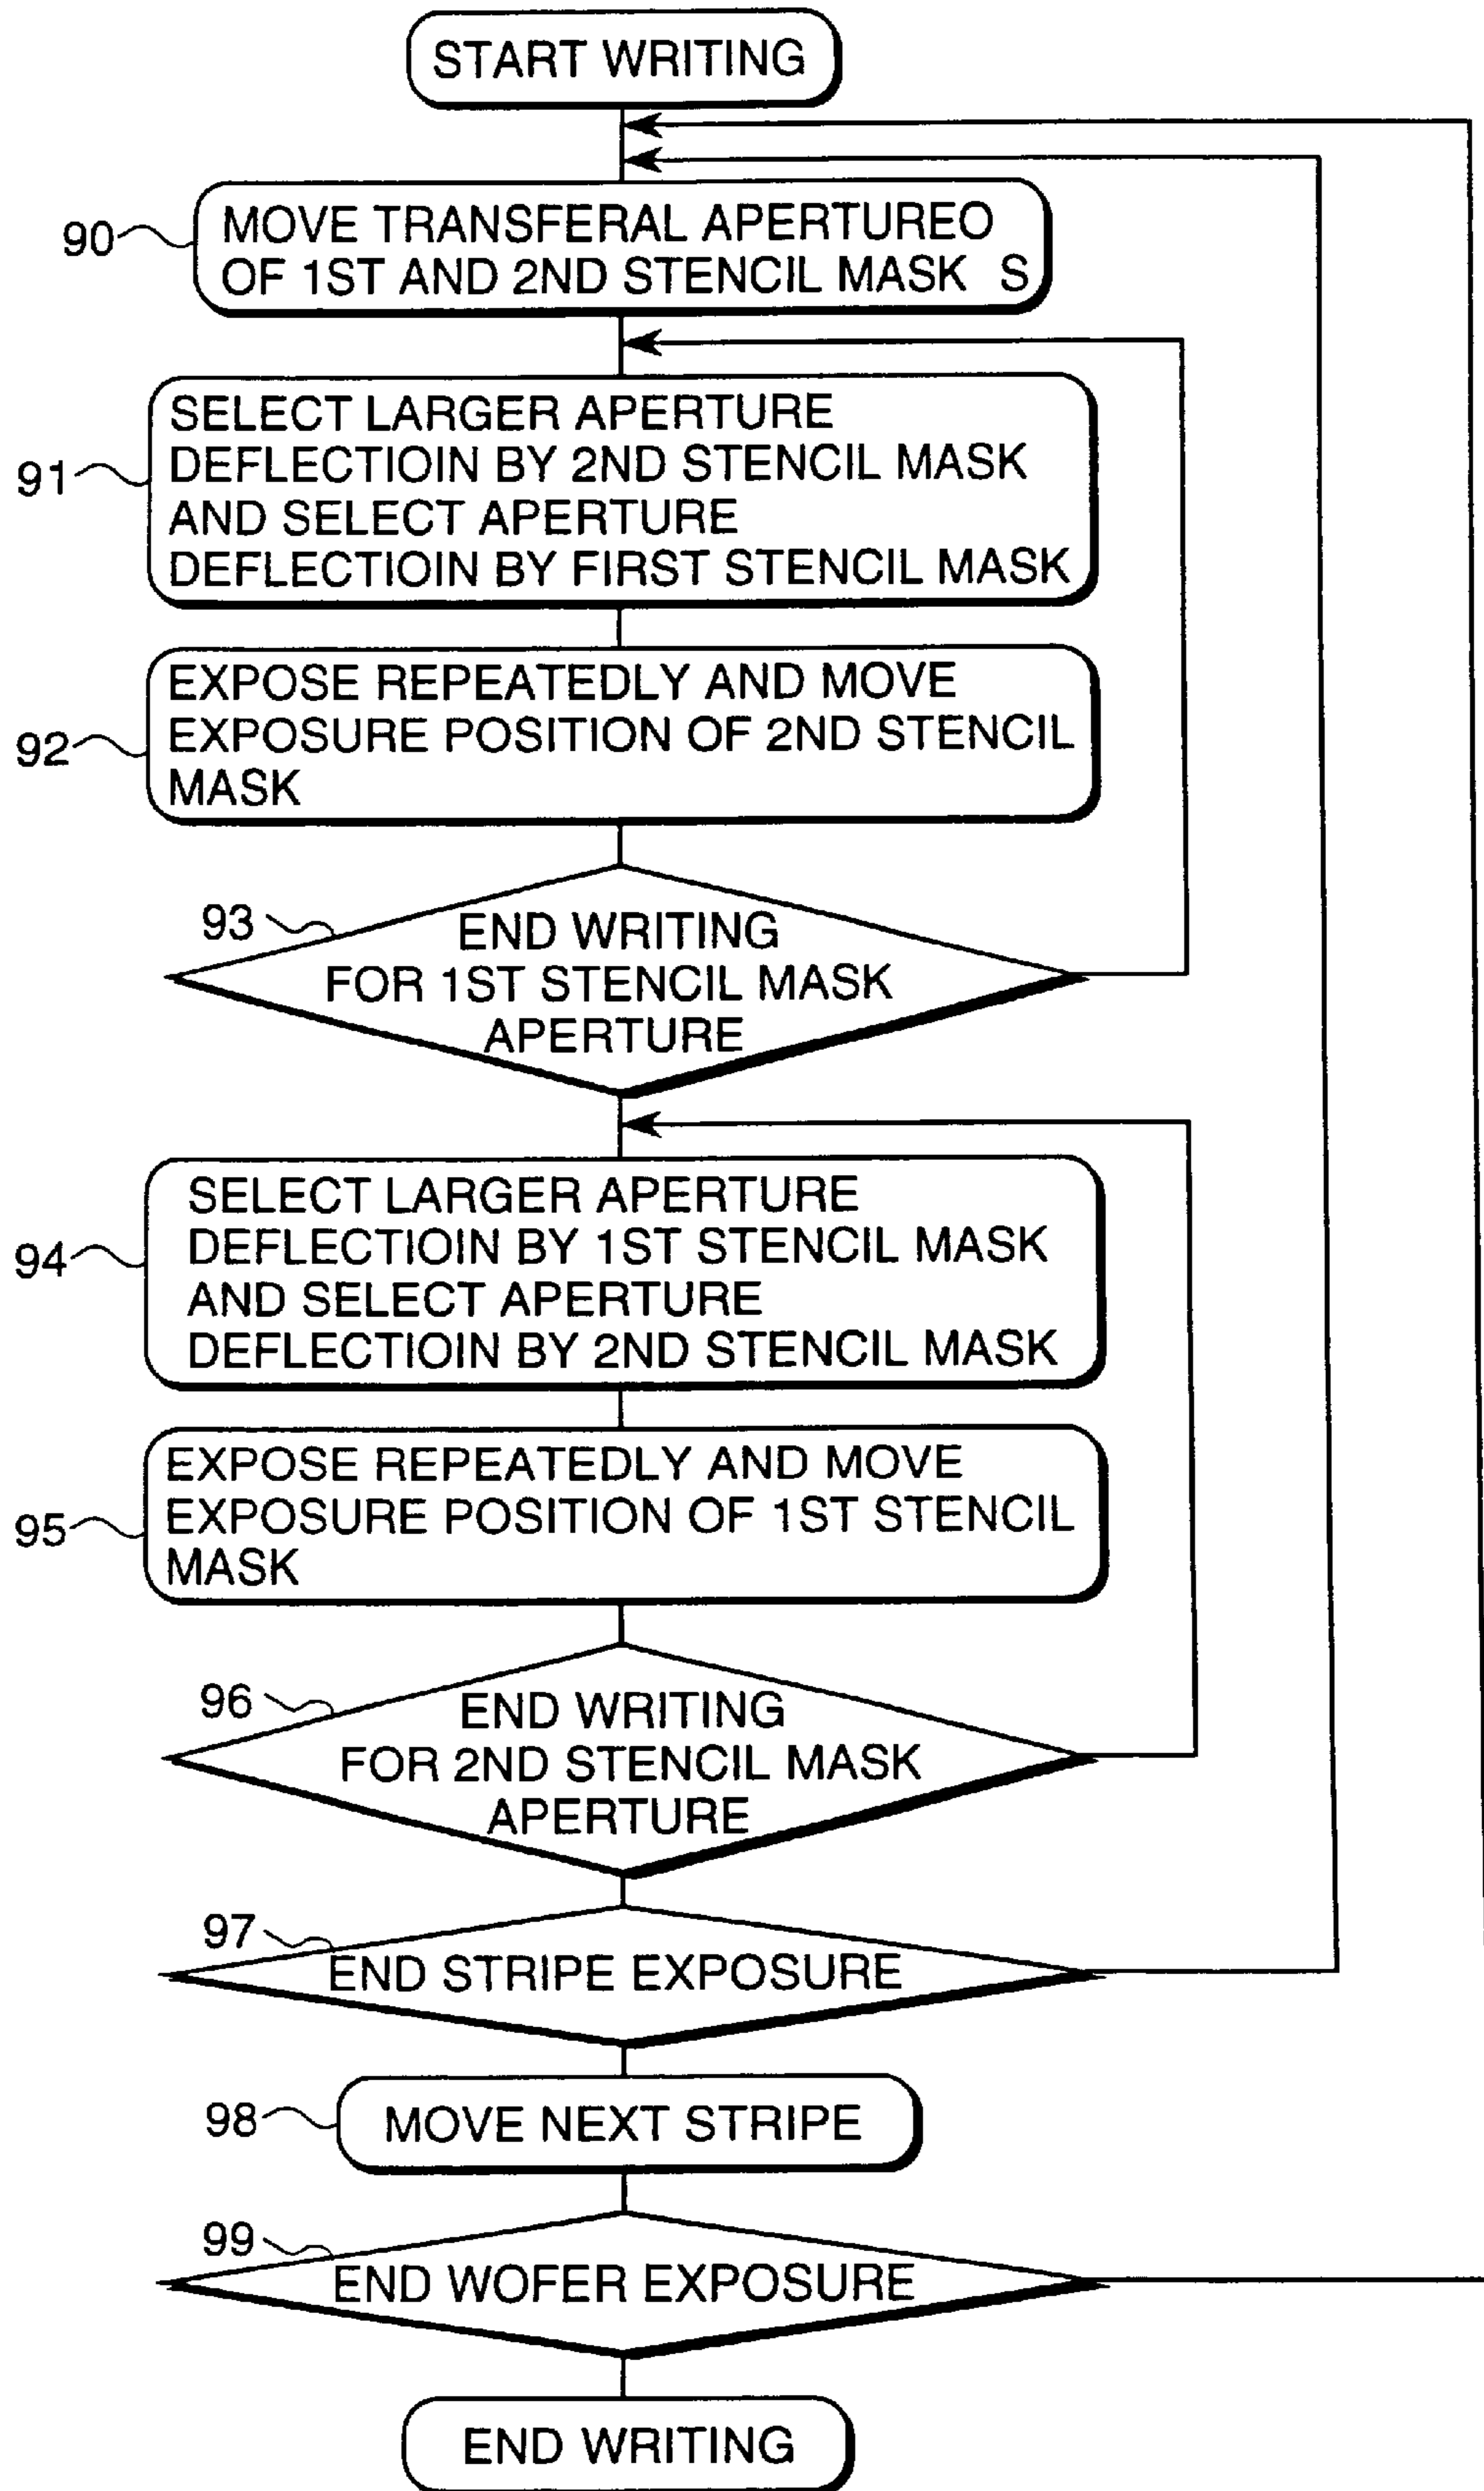 START WRITING
90
MOVE TRANSFERAL APERTUREO
OF 1ST AND 2ND STENCIL MASK S
91
SELECT LARGER APERTURE
DEFLECTIOIN BY 2ND STENCIL MASK
AND SELECT APERTURE
DEFLECTIOIN BY FIRST STENCIL MASK
92
EXPOSE REPEATEDLY AND MOVE
EXPOSURE POSITION OF 2ND STENCIL
MASK
93
END WRITING
FOR 1ST STENCIL MASK
APERTURE
94
SELECT LARGER APERTURE
DEFLECTIOIN BY 1ST STENCIL MASK
AND SELECT APERTURE
DEFLECTIOIN BY 2ND STENCIL MASK
95
EXPOSE REPEATEDLY AND MOVE
EXPOSURE POSITION OF 1ST STENCIL
MASK
96
END WRITING
FOR 2ND STENCIL MASK
APERTURE
97
END STRIPE EXPOSURE
98
MOVE NEXT STRIPE
99
END WOFER EXPOSURE
END WRITING